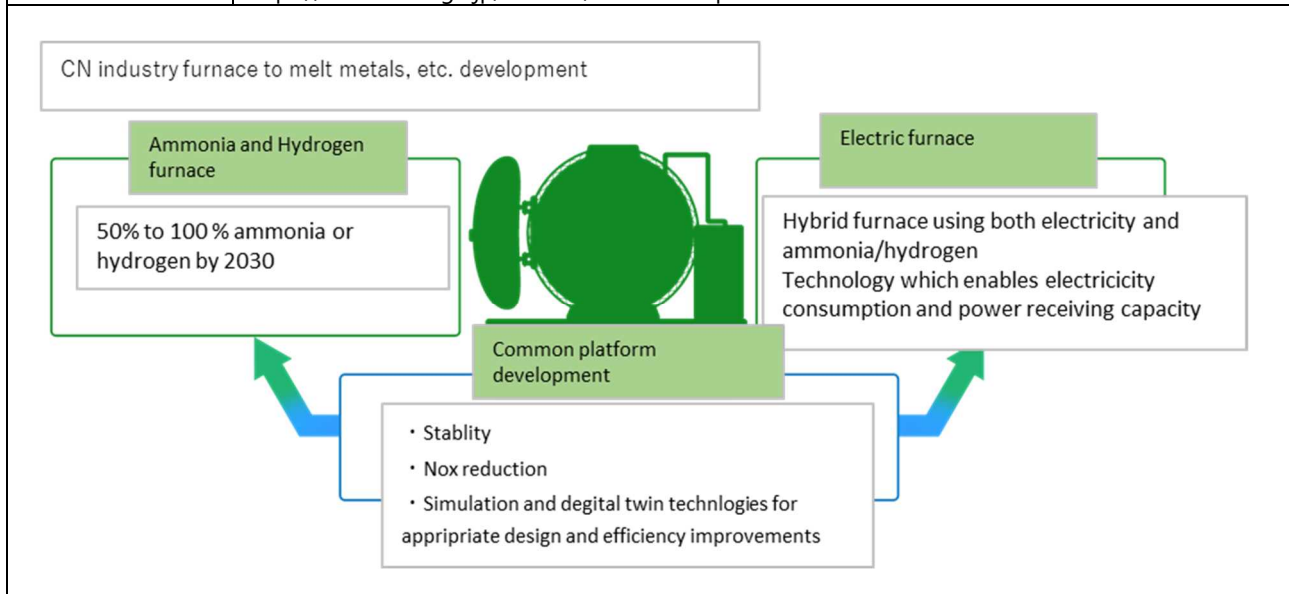 CN industry furnace to melt metals, etc. development
Ammonia and Hydrogen
furnace
50% to 100 % ammonia or
hydrogen by 2030
Electric furnace
Hybrid furnace using both electricity and
ammonia/hydrogen
Technology which enables electricicity
consumption and power receiving capacity
Common platform
development
・Stablity
・Nox reduction
・Simulation and degital twin technlogies for
appripriate design and efficiency improvements